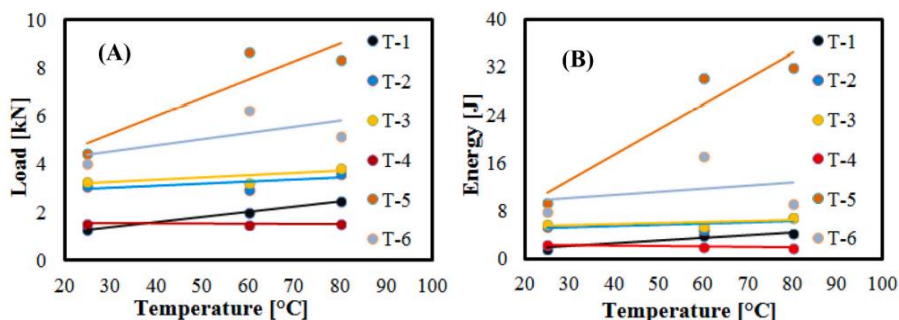 (A)
Load [kN]
10
8
6
4
2
0
20 30 40 50 60 70 80 90 100
Temperature [°C]
T-1
T-2
T-3
T-4
T-5
T-6
(B)
Energy [J]
40
32
24
16
8
0
20 30 40 50 60 70 80 90 100
Temperature [°C]
T-1
T-2
T-3
T-4
T-5
T-6